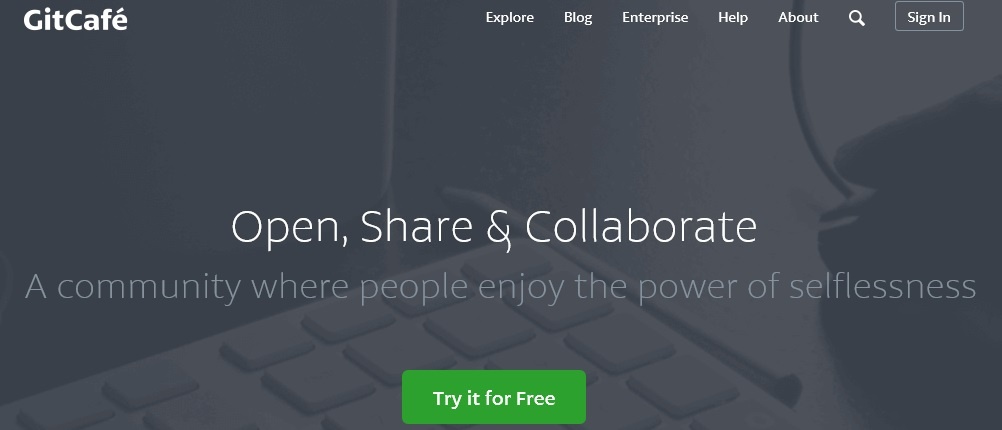 GitCafé
Explore Blog Enterprise Help About Sign In
Open, Share & Collaborate
A community where people enjoy the power of selflessness
Try it for Free